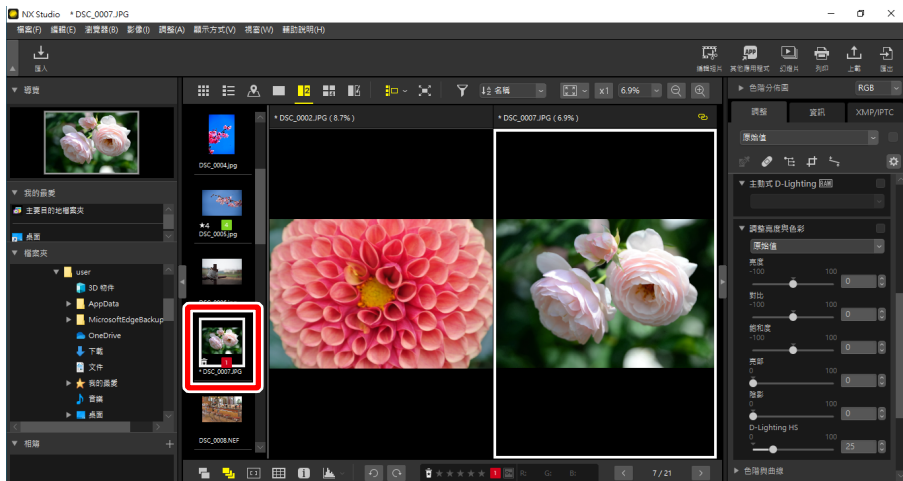 NX Studio * DSC_0007.JPG
檔案(F) 編輯(E) 瀏覽器(B) 影像(I) 調整(A) 顯示方式(V) 視窗(W) 輔助說明(H)
匯入
編輯短片 其他應用程式 幻燈片 列印 上載 匯出
導覽
名稱
x1 6.9%
色階分佈圖 RGB
* DSC_0002.JPG ( 8.7% )
* DSC_0007.JPG ( 6.9% )
調整 資訊 XMP/IPTC
原始值
DSC_0004.jpg
★4 4
DSC_0005.jpg
1
* DSC_0007.JPG
DSC_0008.NEF
我的最愛
主要目的地檔案夾
桌面
檔案夾
user
3D 物件
AppData
MicrosoftEdgeBackup
OneDrive
下載
文件
我的最愛
音樂
桌面
相簿
主動式 D-Lighting RAW
調整亮度與色彩
原始值
亮度
-100 100
0
對比
-100 100
0
飽和度
-100 100
0
亮部
0 100
0
陰影
0 100
0
D-Lighting HS
0 100
25
色階與曲線
1 R: G: B:
7 / 21